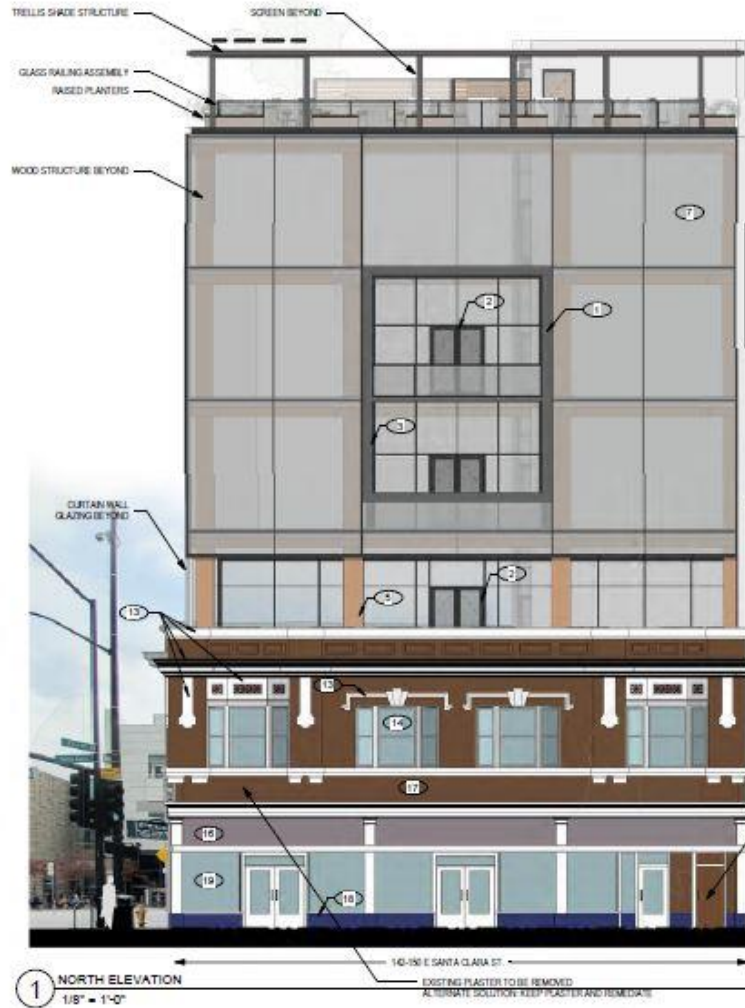 TRELLIS SHADE STRUCTURE
SCREEN BEYOND
GLASS RAILING ASSEMBLY
RAISED PLANTERS
WOOD STRUCTURE BEYOND
7
2
1
3
CURTAIN WALL
GLAZING BEYOND
2
5
13
13
14
17
16
19
18
142-150 E SANTA CLARA ST.
1
NORTH ELEVATION
1/8" = 1'-0"
EXISTING PLASTER TO BE REMOVED
ALTERNATE SOLUTION: KEEP PLASTER AND REMEDIATE